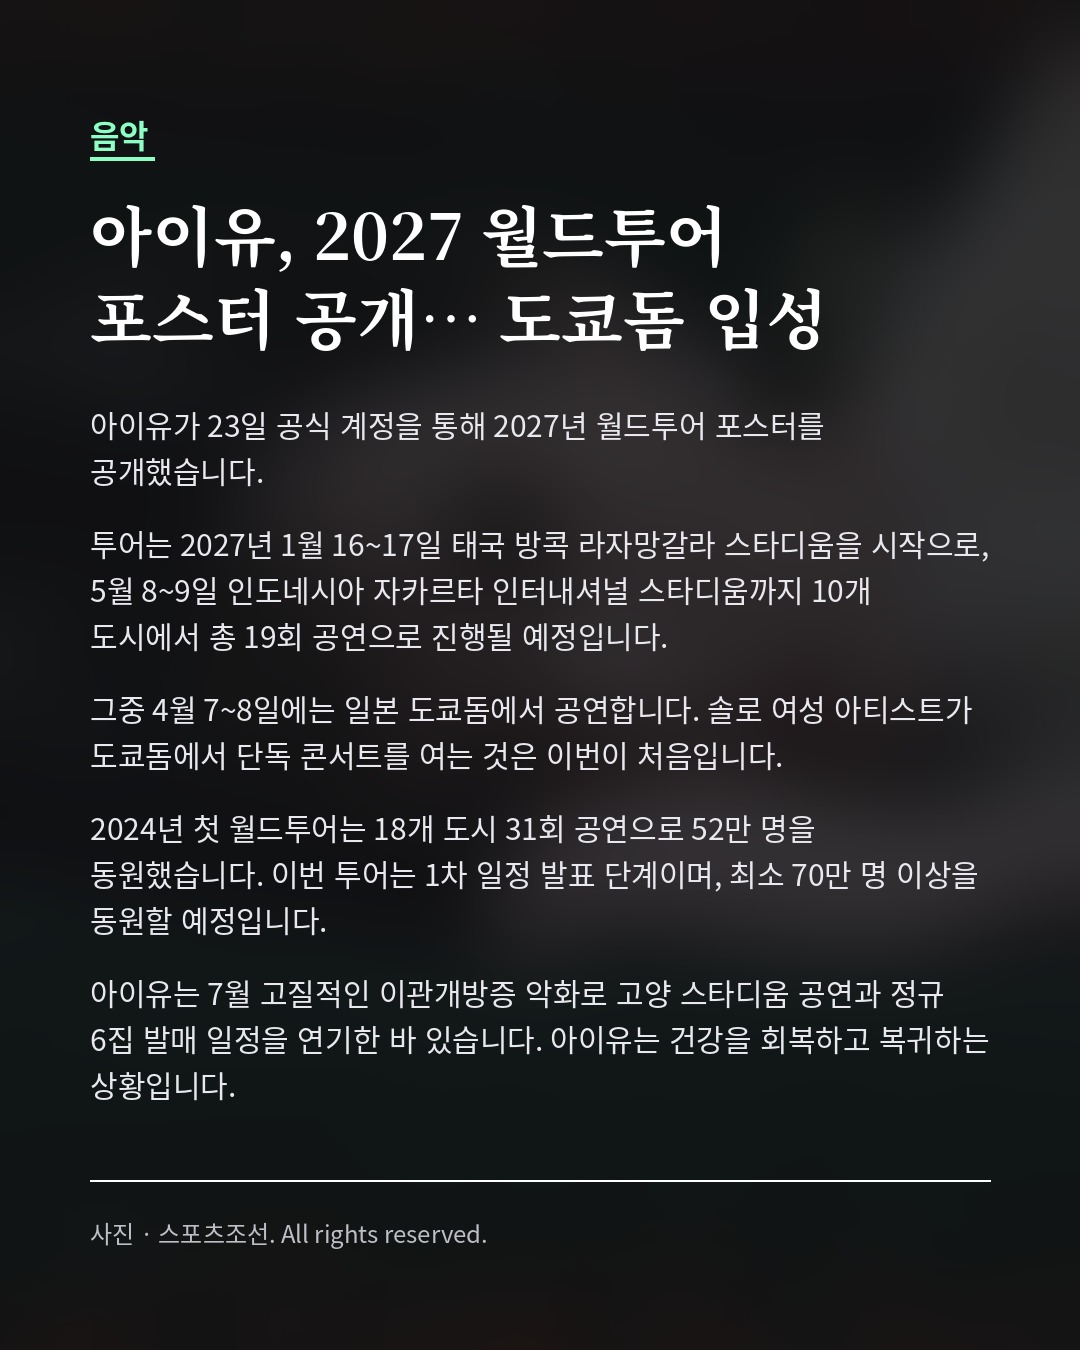 음악
아이유, 2027 월드투어
포스터 공개… 도쿄돔 입성
아이유가 23일 공식 계정을 통해 2027년 월드투어 포스터를
공개했습니다.
투어는 2027년 1월 16~17일 태국 방콕 라자망갈라 스타디움을 시작으로,
5월 8~9일 인도네시아 자카르타 인터내셔널 스타디움까지 10개
도시에서 총 19회 공연으로 진행될 예정입니다.
그중 4월 7~8일에는 일본 도쿄돔에서 공연합니다. 솔로 여성 아티스트가
도쿄돔에서 단독 콘서트를 여는 것은 이번이 처음입니다.
2024년 첫 월드투어는 18개 도시 31회 공연으로 52만 명을
동원했습니다. 이번 투어는 1차 일정 발표 단계이며, 최소 70만 명 이상을
동원할 예정입니다.
아이유는 7월 고질적인 이관개방증 악화로 고양 스타디움 공연과 정규
6집 발매 일정을 연기한 바 있습니다. 아이유는 건강을 회복하고 복귀하는
상황입니다.
사진 · 스포츠조선. All rights reserved.